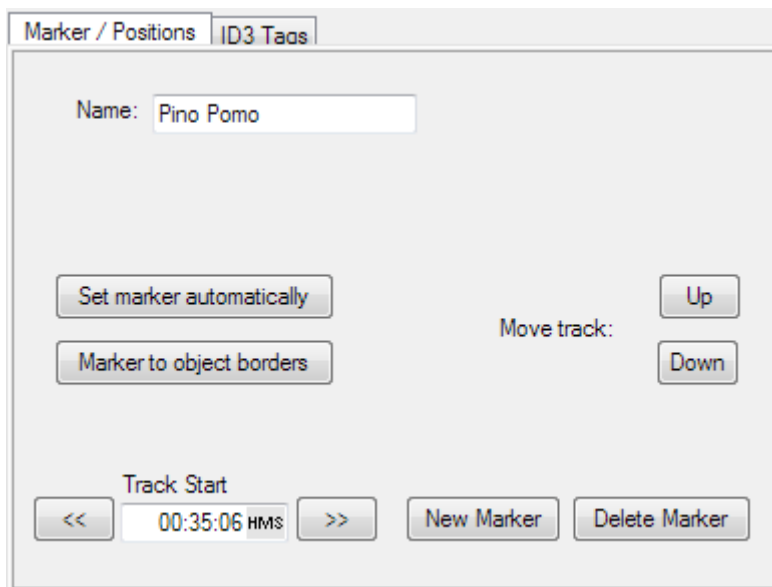 Marker / Positions ID3 Tags
Name: Pino Pomo
Set marker automatically
Up
Move track:
Marker to object borders
Down
Track Start
<< 00:35:06 HMS >> New Marker Delete Marker